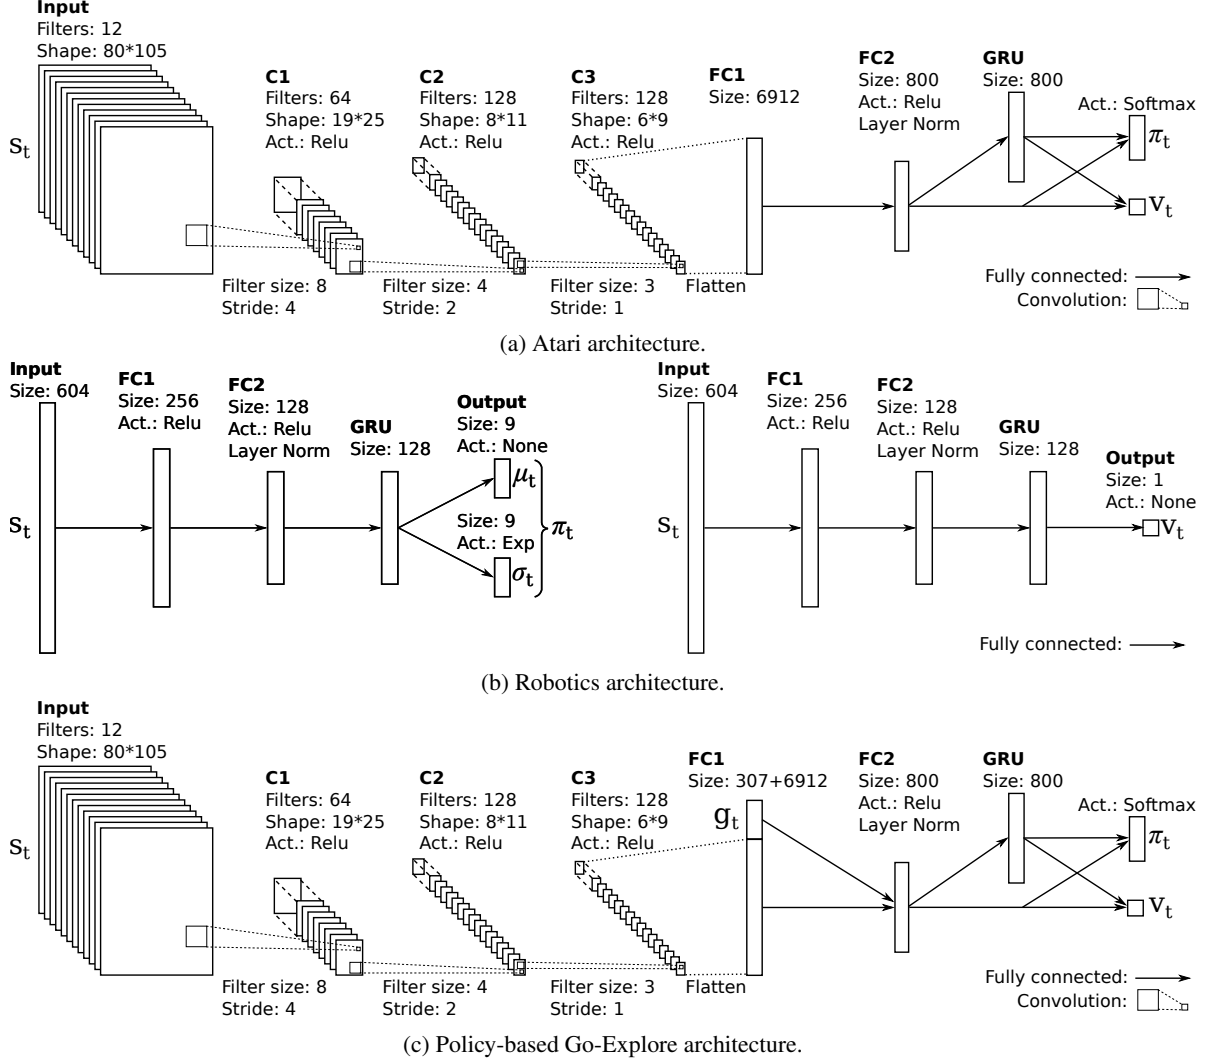 Input
Filters: 12
Shape: 80*105
s_t
C1
Filters: 64
Shape: 19*25
Act.: Relu
C2
Filters: 128
Shape: 8*11
Act.: Relu
C3
Filters: 128
Shape: 6*9
Act.: Relu
FC1
Size: 6912
FC2
Size: 800
Act.: Relu
Layer Norm
GRU
Size: 800
Act.: Softmax
π_t
v_t
Filter size: 8
Stride: 4
Filter size: 4
Stride: 2
Filter size: 3
Stride: 1
Flatten
Fully connected:
Convolution:
(a) Atari architecture.
Input
Size: 604
s_t
FC1
Size: 256
Act.: Relu
FC2
Size: 128
Act.: Relu
Layer Norm
GRU
Size: 128
Output
Size: 9
Act.: None
μ_t
Size: 9
Act.: Exp
σ_t
π_t
Input
Size: 604
s_t
FC1
Size: 256
Act.: Relu
FC2
Size: 128
Act.: Relu
Layer Norm
GRU
Size: 128
Output
Size: 1
Act.: None
v_t
Fully connected:
(b) Robotics architecture.
Input
Filters: 12
Shape: 80*105
s_t
C1
Filters: 64
Shape: 19*25
Act.: Relu
C2
Filters: 128
Shape: 8*11
Act.: Relu
C3
Filters: 128
Shape: 6*9
Act.: Relu
FC1
Size: 307+6912
g_t
FC2
Size: 800
Act.: Relu
Layer Norm
GRU
Size: 800
Act.: Softmax
π_t
v_t
Filter size: 8
Stride: 4
Filter size: 4
Stride: 2
Filter size: 3
Stride: 1
Flatten
Fully connected:
Convolution:
(c) Policy-based Go-Explore architecture.